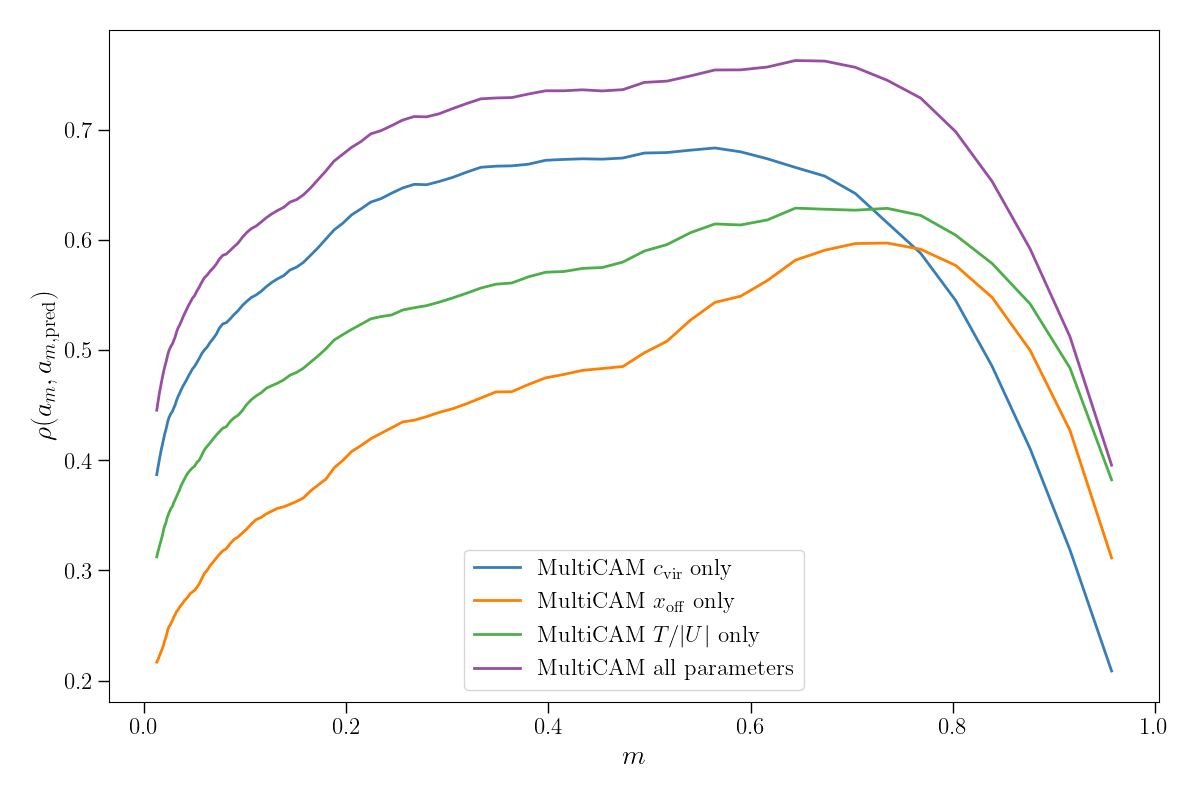 0.7
0.6
0.5
0.4
0.3
0.2
ρ(a_m, a_{m,pred})
MultiCAM c_vir only
MultiCAM x_off only
MultiCAM T/|U| only
MultiCAM all parameters
0.0 0.2 0.4 0.6 0.8 1.0
m